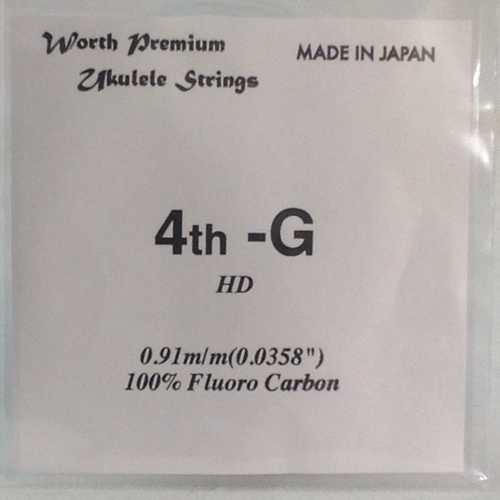 Worth Premium
Ukulele Strings
MADE IN JAPAN
4th -G
HD
0.91m/m(0.0358")
100% Fluoro Carbon